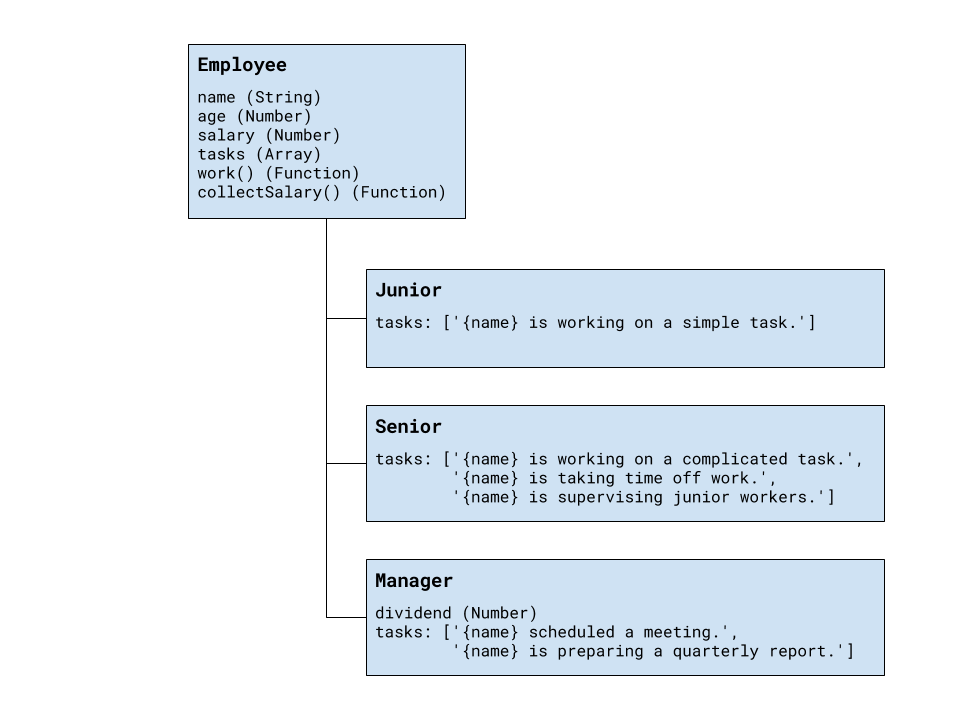 Employee
name (String)
age (Number)
salary (Number)
tasks (Array)
work() (Function)
collectSalary() (Function)
Junior
tasks: ['{name} is working on a simple task.']
Senior
tasks: ['{name} is working on a complicated task.',
'{name} is taking time off work.',
'{name} is supervising junior workers.']
Manager
dividend (Number)
tasks: ['{name} scheduled a meeting.',
'{name} is preparing a quarterly report.']